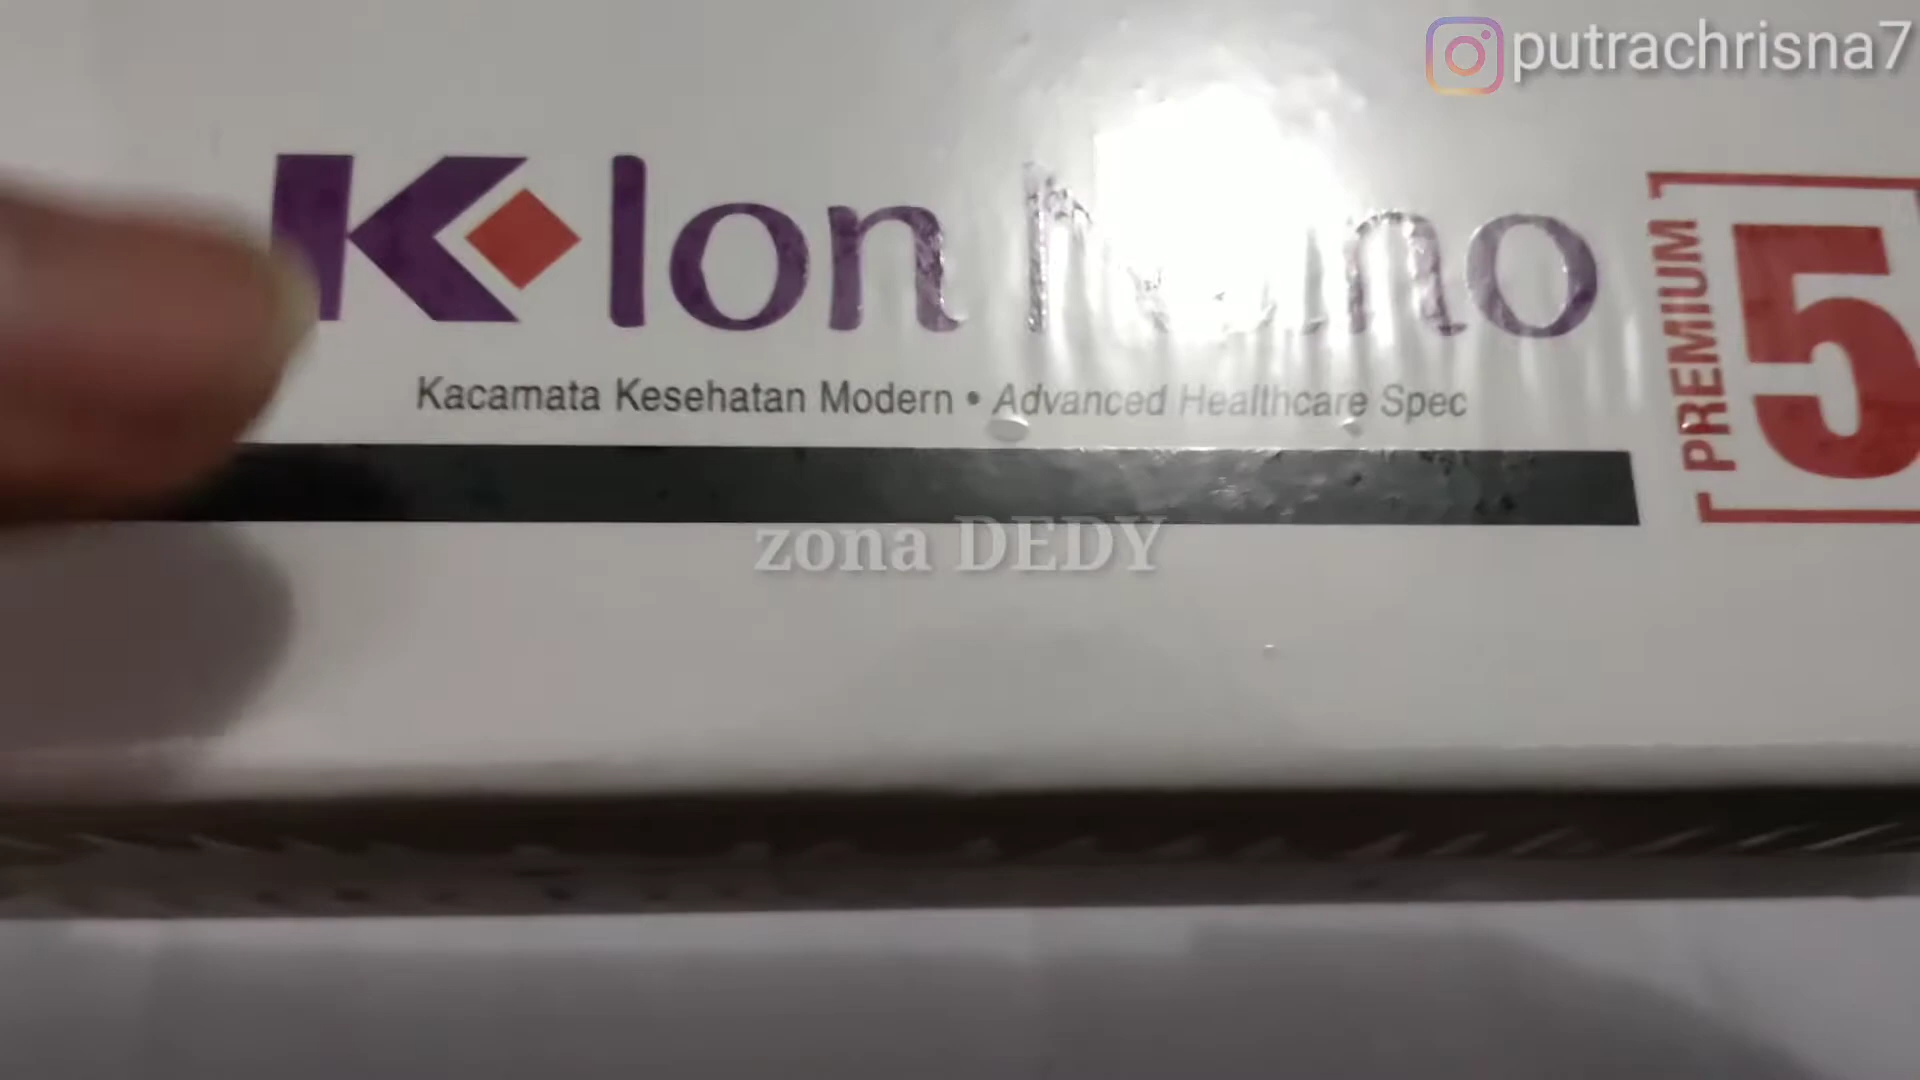 putrachrisna7
K Ion Nano
Kacamata Kesehatan Modern • Advanced Healthcare Spec
PREMIUM
5
zona DEDY